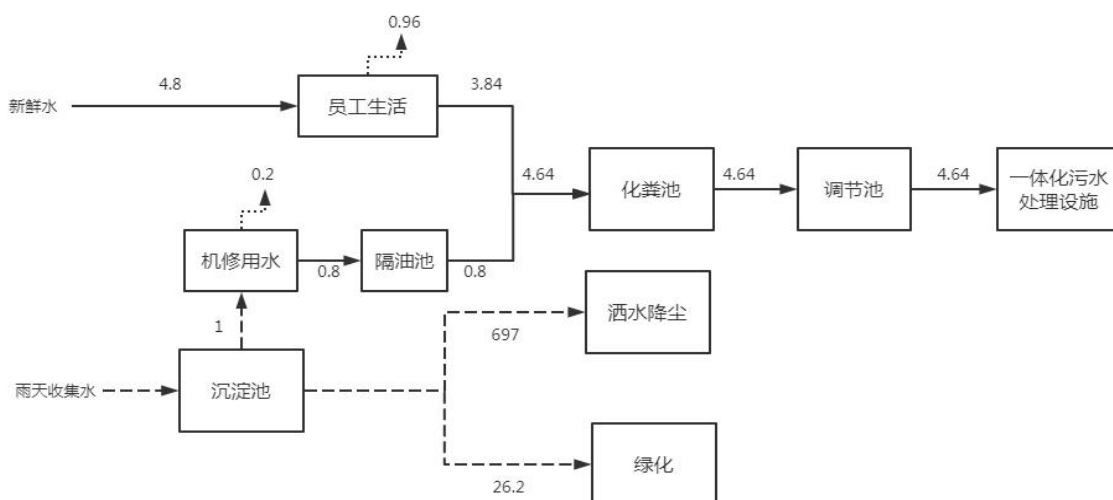 0.96
4.8
3.84
新鲜水
员工生活
0.2
4.64
化粪池
4.64
调节池
4.64
一体化污水
处理设施
机修用水
0.8
隔油池
0.8
洒水降尘
1
697
雨天收集水
沉淀池
绿化
26.2